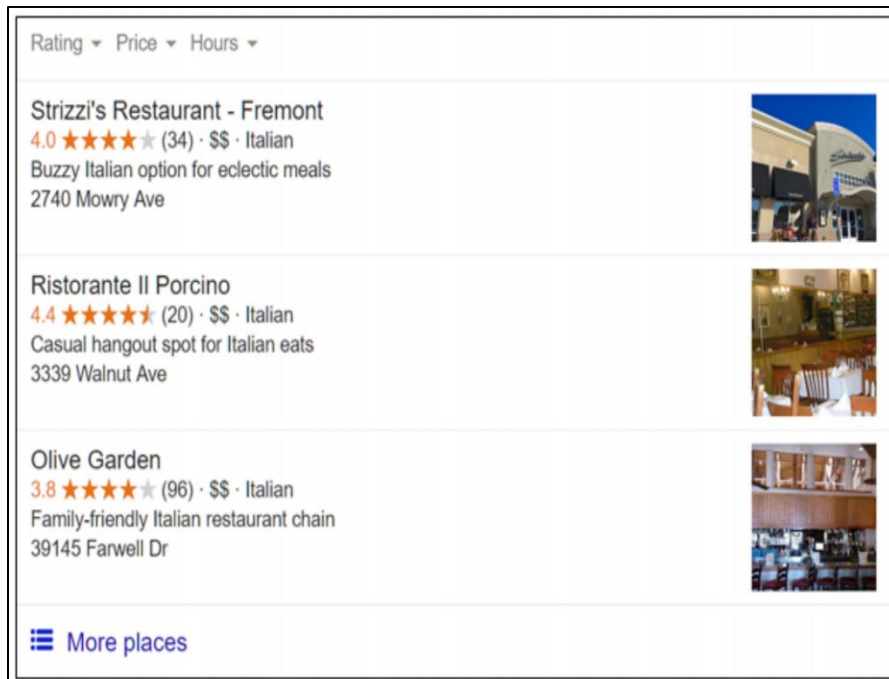 Rating Price Hours
Strizzi's Restaurant - Fremont
4.0 (34) · $$ · Italian
Buzzy Italian option for eclectic meals
2740 Mowry Ave
Ristorante Il Porcino
4.4 (20) · $$ · Italian
Casual hangout spot for Italian eats
3339 Walnut Ave
Olive Garden
3.8 (96) · $$ · Italian
Family-friendly Italian restaurant chain
39145 Farwell Dr
More places